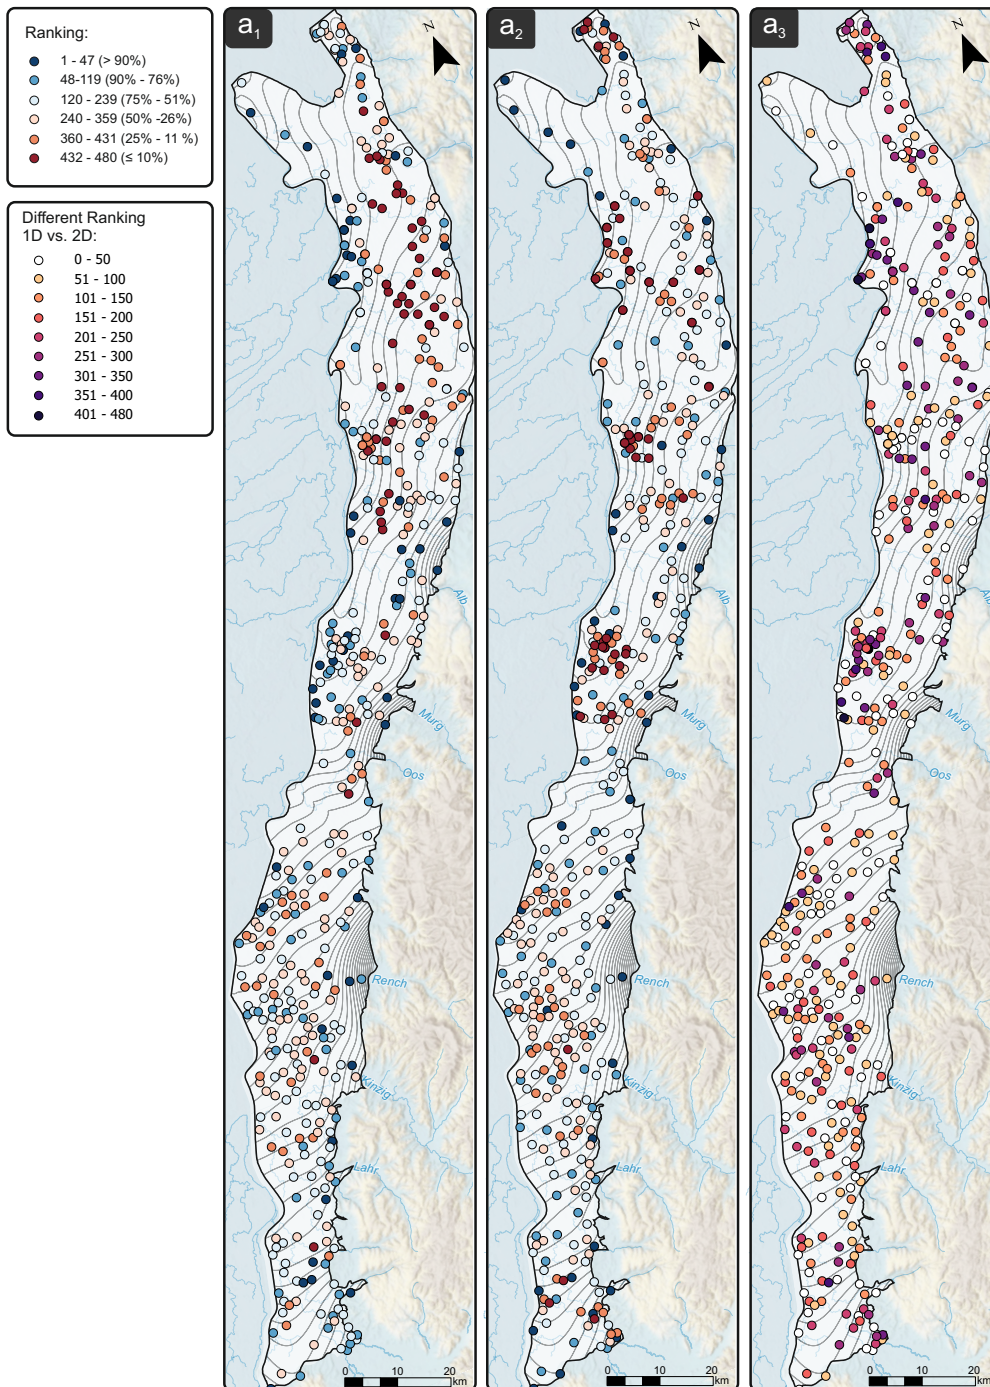 Ranking:
1 - 47 (> 90%)
48-119 (90% - 76%)
120 - 239 (75% - 51%)
240 - 359 (50% -26%)
360 - 431 (25% - 11 %)
432 - 480 (≤ 10%)
Different Ranking
1D vs. 2D:
0 - 50
51 - 100
101 - 150
151 - 200
201 - 250
251 - 300
301 - 350
351 - 400
401 - 480
a1
N
Alb
Murg
Oos
Rench
Kinzig
Lahr
0 10 20
km
a2
N
Alb
Murg
Oos
Rench
Kinzig
Lahr
0 10 20
km
a3
N
Alb
Murg
Oos
Rench
Kinzig
Lahr
0 10 20
km